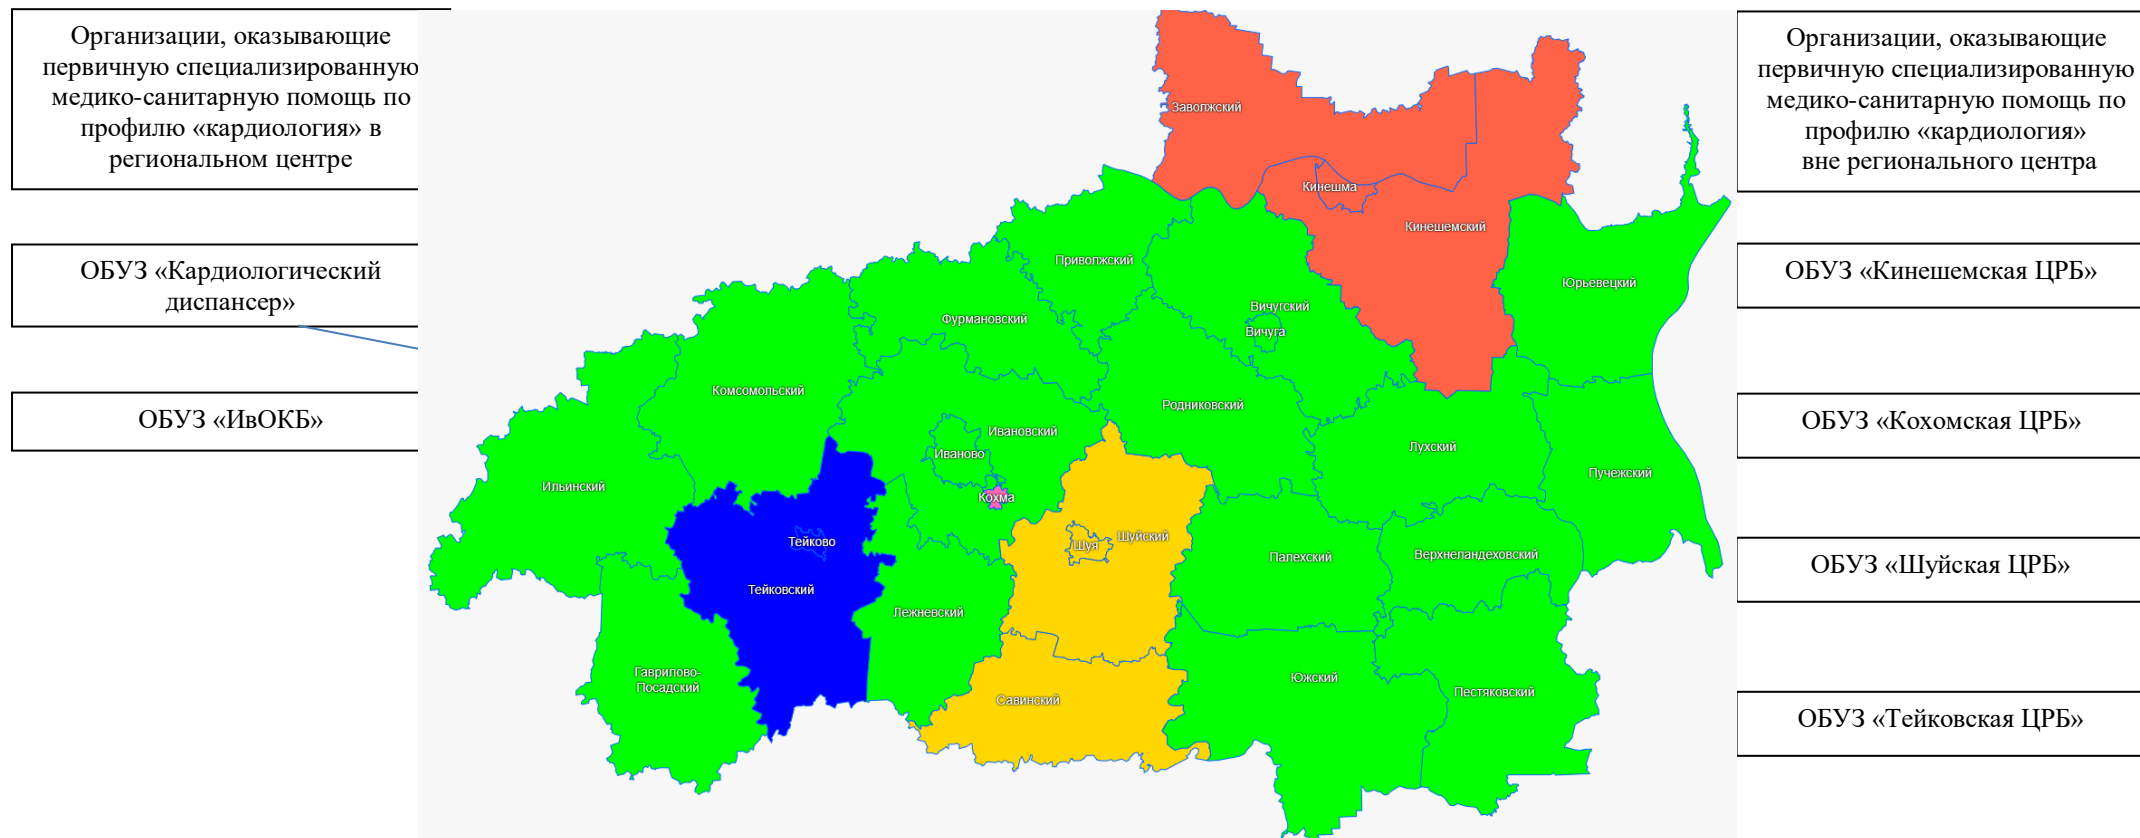 Организации, оказывающие
первичную специализированную
медико-санитарную помощь по
профилю «кардиология» в
региональном центре
ОБУЗ «Кардиологический
диспансер»
ОБУЗ «ИвОКБ»
Заволжский
Кинешма
Кинешемский
Приволжский
Юрьевецкий
Вичугский
Фурмановский
Вичуга
Комсомольский
Родниковский
Ивановский
Иваново
Лухский
Пучежский
Ильинский
Кохма
Шуйский
Тейково
Шуя
Палехский
Верхнеландеховский
Тейковский
Лежневский
Гаврилово-
Посадский
Южский
Пестяковский
Савинский
Организации, оказывающие
первичную специализированную
медико-санитарную помощь по
профилю «кардиология»
вне регионального центра
ОБУЗ «Кинешемская ЦРБ»
ОБУЗ «Кохомская ЦРБ»
ОБУЗ «Шуйская ЦРБ»
ОБУЗ «Тейковская ЦРБ»